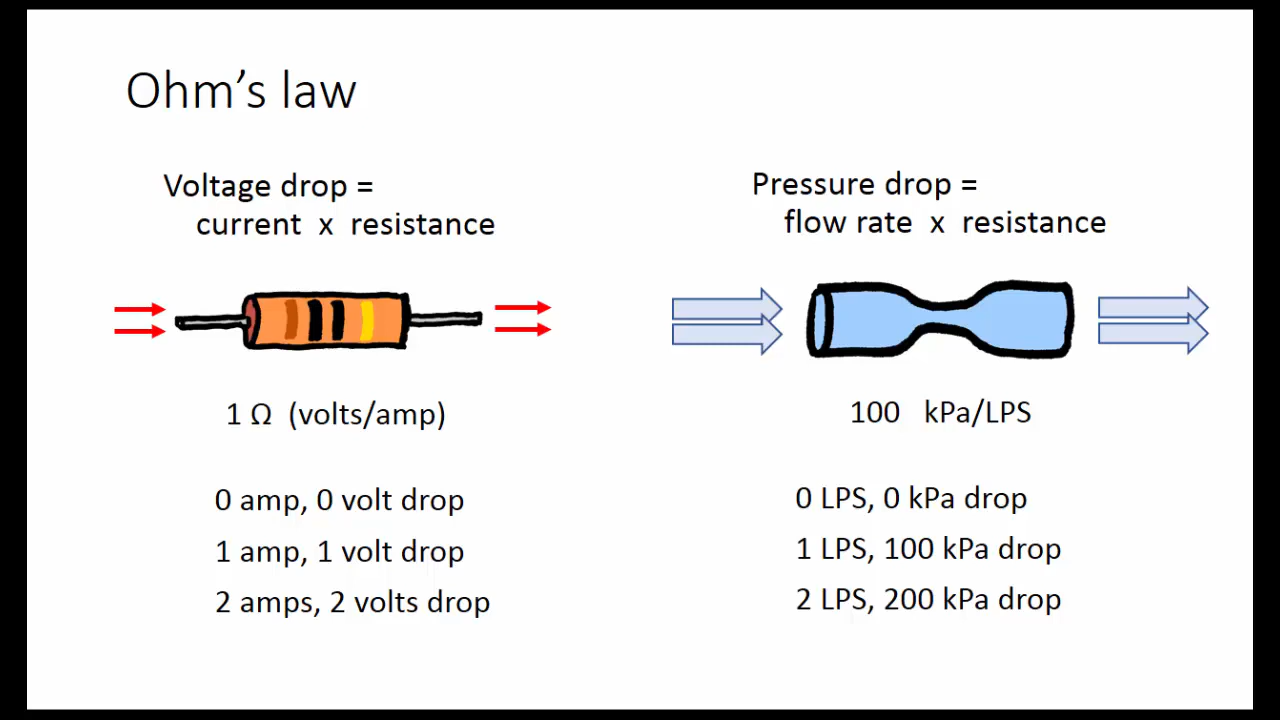 Ohm’s law
Voltage drop =
current x resistance
1 Ω (volts/amp)
0 amp, 0 volt drop
1 amp, 1 volt drop
2 amps, 2 volts drop
Pressure drop =
flow rate x resistance
100 kPa/LPS
0 LPS, 0 kPa drop
1 LPS, 100 kPa drop
2 LPS, 200 kPa drop